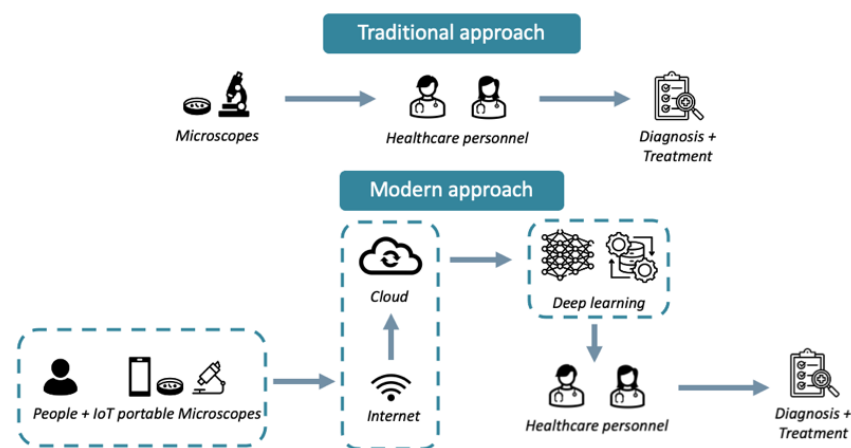 Traditional approach
Microscopes
Healthcare personnel
Diagnosis +
Treatment
Modern approach
Cloud
Deep learning
People + IoT portable Microscopes
Internet
Healthcare personnel
Diagnosis +
Treatment